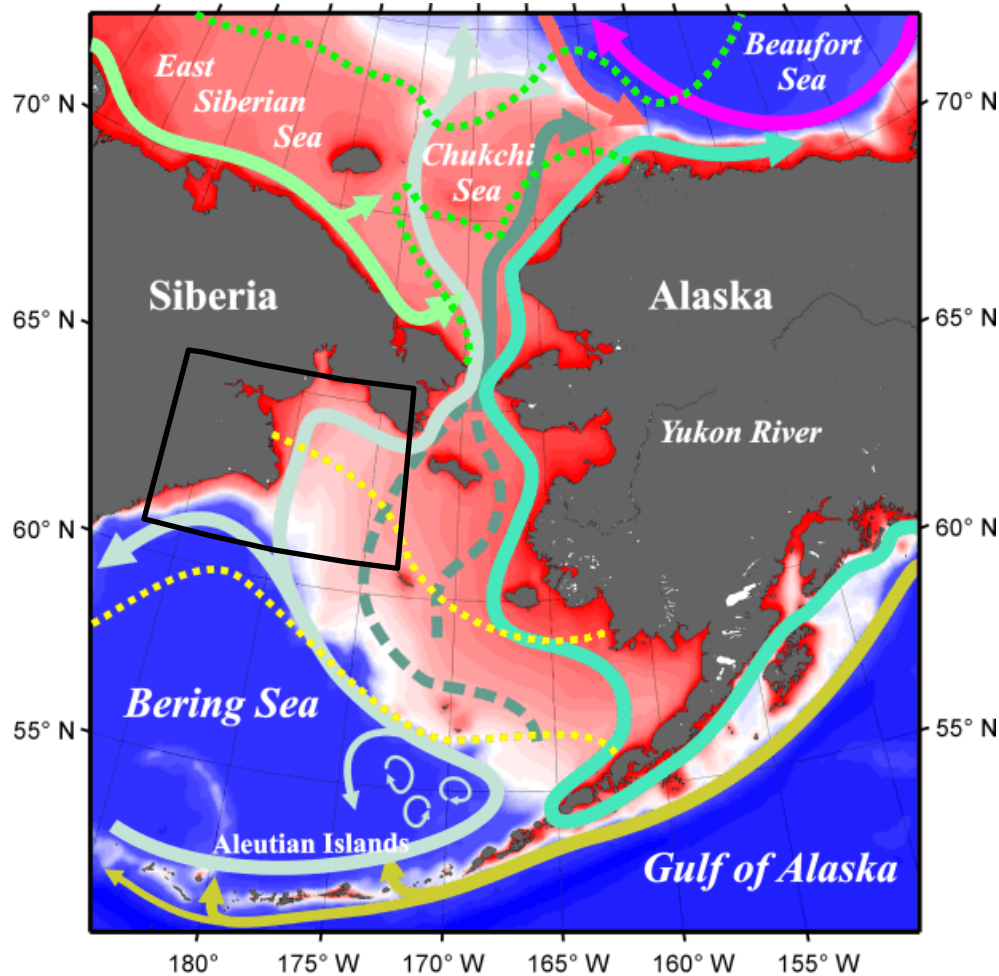 East
Siberian
Sea
Beaufort
Sea
70° N
70° N
Chukchi
Sea
Siberia
Alaska
65° N
65° N
Yukon River
60° N
60° N
Bering Sea
55° N
55° N
Aleutian Islands
Gulf of Alaska
180°
175° W
170° W
165° W
160° W
155° W